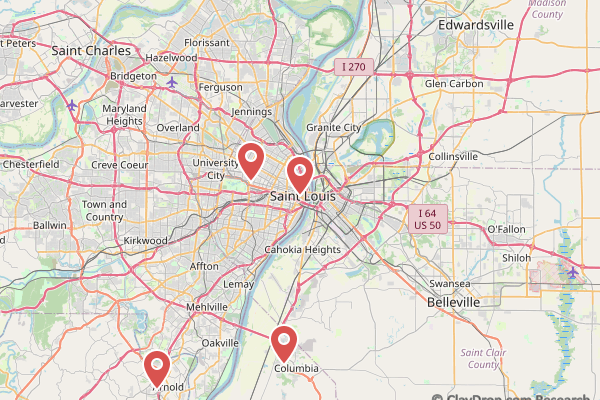 Madison
County
Edwardsville
Florissant
St Peters
Saint Charles
Hazelwood
I 270
Bridgeton
Glen Carbon
Ferguson
Harvester
Maryland
Heights
Jennings
Overland
Granite City
Collinsville
Chesterfield
Creve Coeur
University
City
Saint Louis
Town and
Country
I 64
US 50
Ballwin
O'Fallon
Kirkwood
Cahokia Heights
Shiloh
Affton
Lemay
Swansea
Belleville
Mehlville
Oakville
Saint Clair
County
Columbia
Arnold
© ClayDrop.com Research